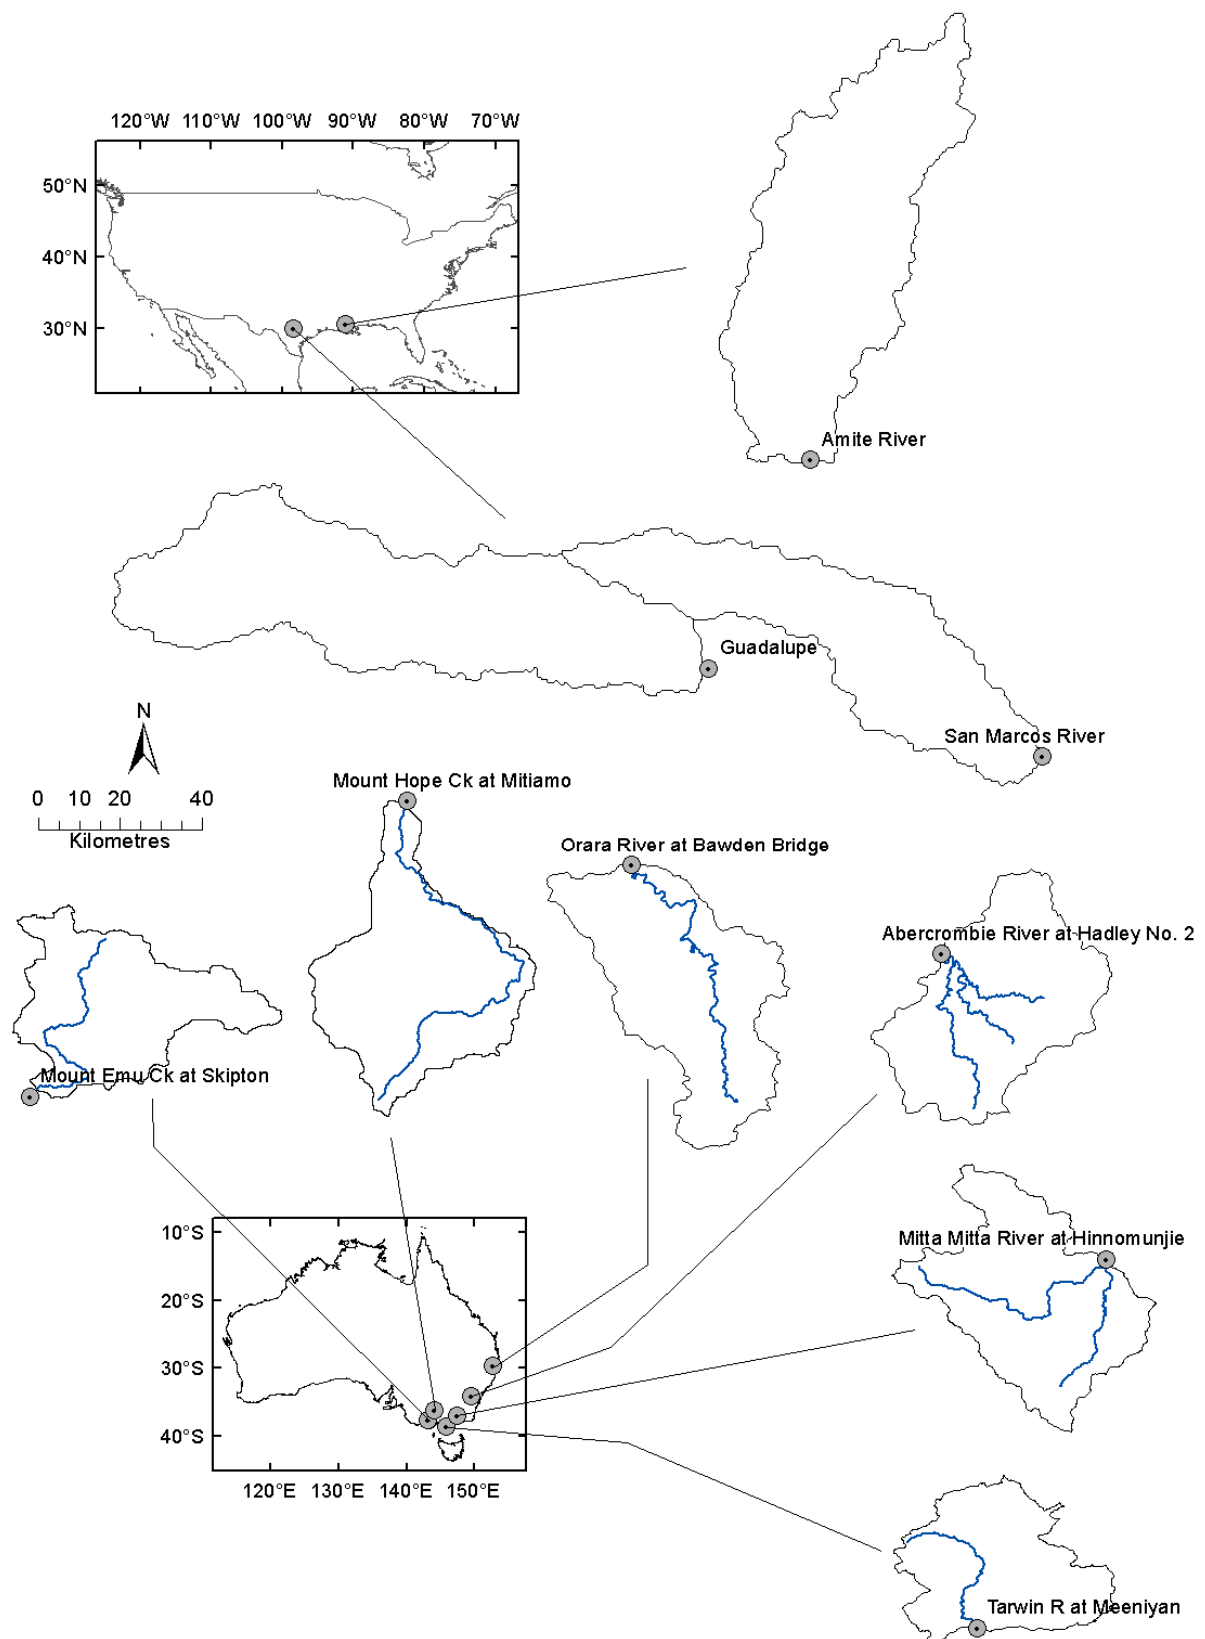 120°W 110°W 100°W 90°W 80°W 70°W
50°N
40°N
30°N
Amite River
Guadalupe
San Marcos River
N
0 10 20 40
Kilometres
Mount Hope Ck at Mitiamo
Orara River at Bawden Bridge
Abercrombie River at Hadley No. 2
Mount Emu Ck at Skipton
Mitta Mitta River at Hinnomunjie
10°S
20°S
30°S
40°S
120°E 130°E 140°E 150°E
Tarwin R at Meeniyan